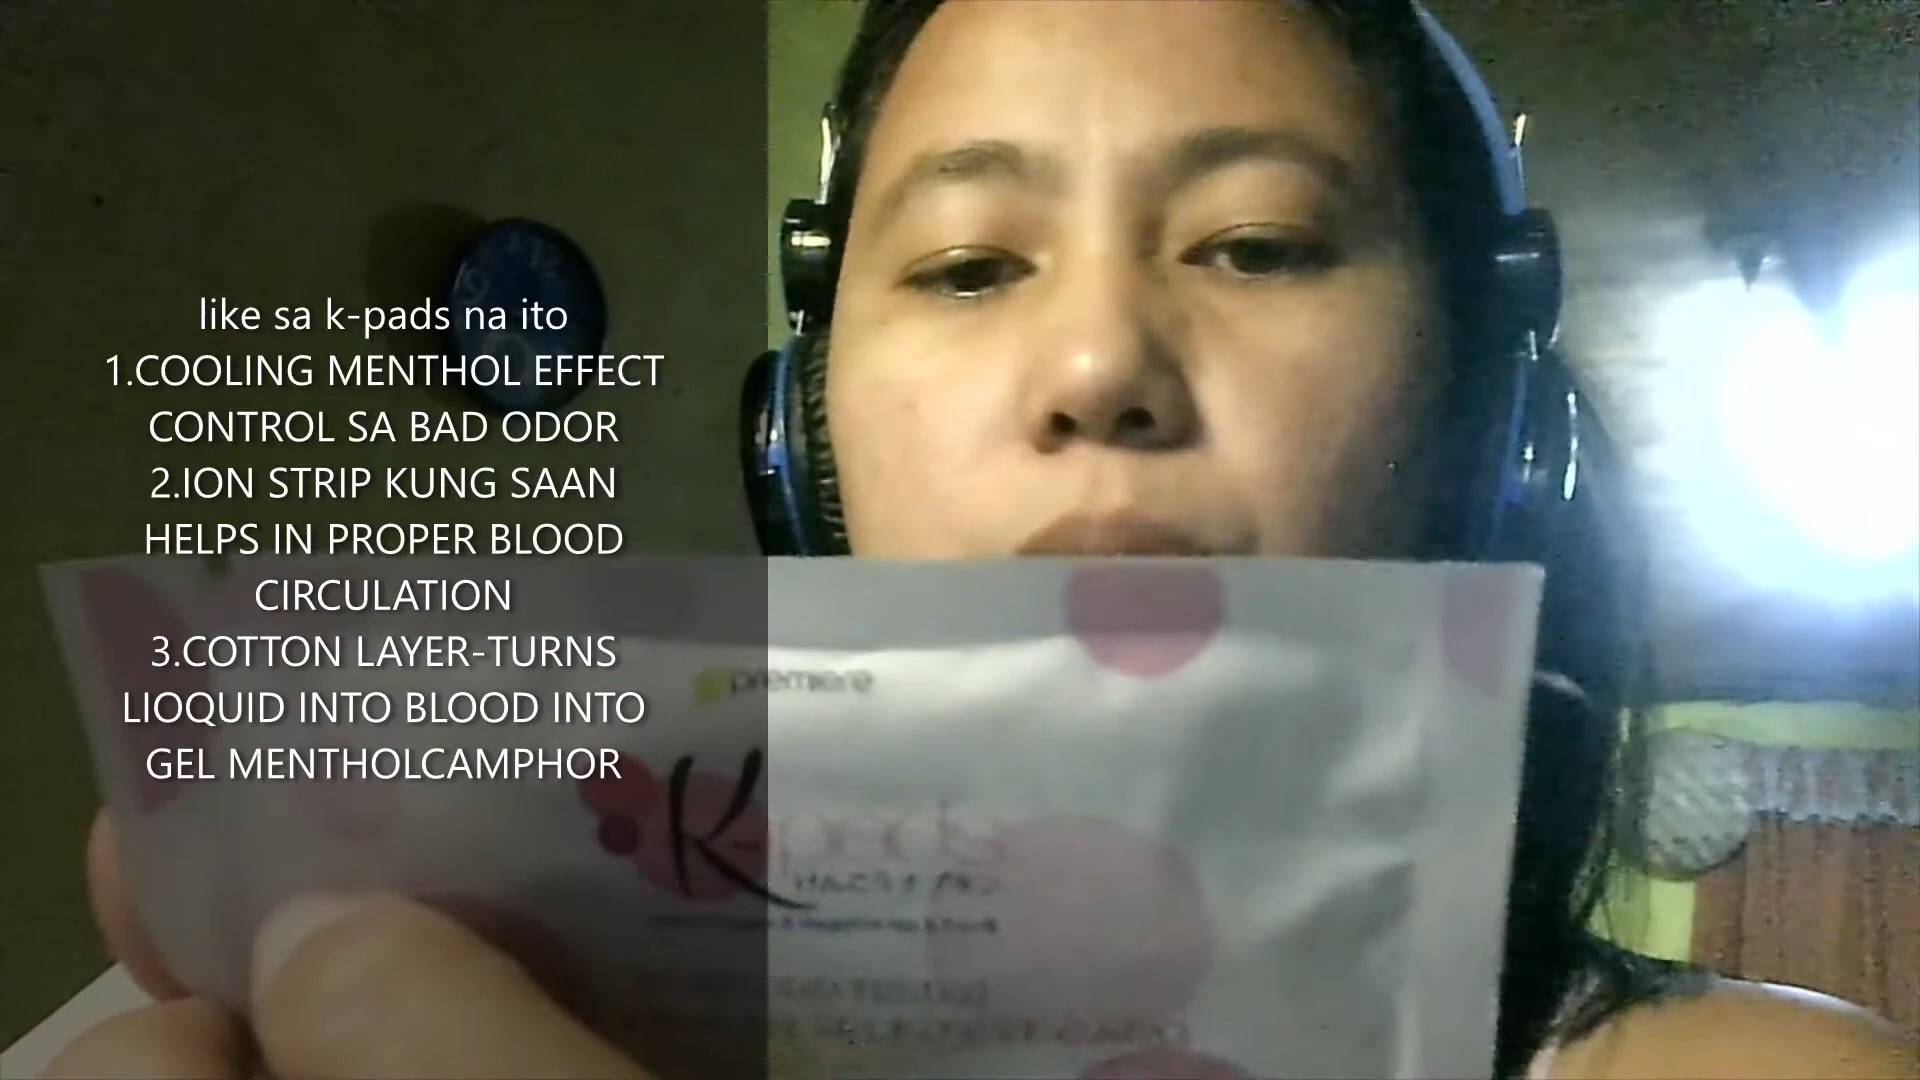 like sa k-pads na ito
1.COOLING MENTHOL EFFECT
CONTROL SA BAD ODOR
2.ION STRIP KUNG SAAN
HELPS IN PROPER BLOOD
CIRCULATION
3.COTTON LAYER-TURNS
LIOQUID INTO BLOOD INTO
GEL MENTHOLCAMPHOR
premiere
K-pads